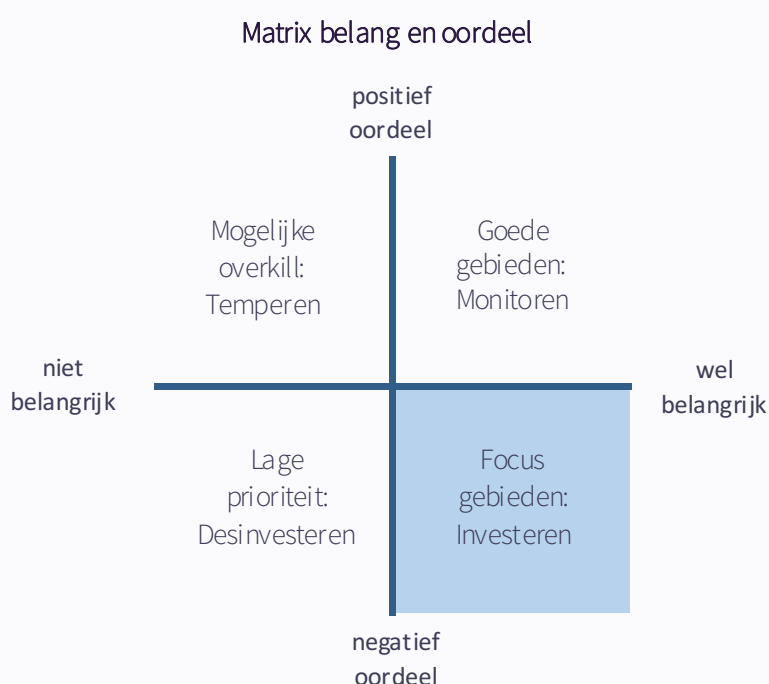 Matrix belang en oordeel
positief
oordeel
Mogelijke
overkill:
Temperen
Goede
gebieden:
Monitoren
niet
belangrijk
wel
belangrijk
Lage
prioriteit:
Desinvesteren
Focus
gebieden:
Investeren
negatief
oordeel